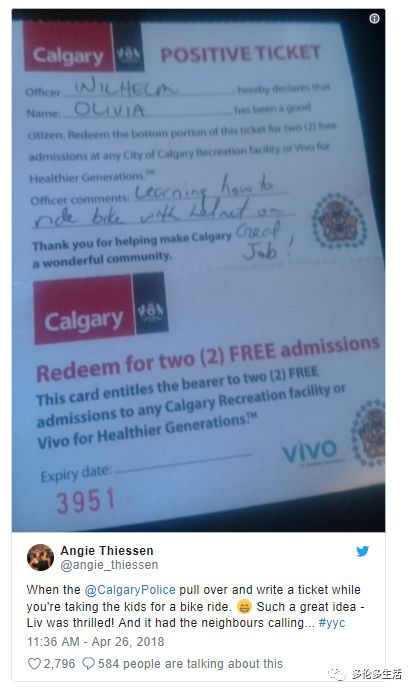 Calgary POSITIVE TICKET
Officer WILHELM hereby declares that
Name: OLIVIA has been a good
citizen. Redeem the bottom portion of this ticket for two (2) free
admissions at any City of Calgary Recreation facility or Vivo for
Healthier Generations.™
Officer comments: Learning how to
ride bike with helmet on
Thank you for helping make Calgary Great
a wonderful community. Job!
Calgary
Redeem for two (2) FREE admissions
This card entitles the bearer to two (2) FREE
admissions to any Calgary Recreation facility or
Vivo for Healthier Generations.™
vivo
Expiry date:
3951
Angie Thiessen
@angie_thiessen
When the @CalgaryPolice pull over and write a ticket while
you're taking the kids for a bike ride. 😁 Such a great idea -
Liv was thrilled! And it had the neighbours calling... #yyc
11:36 AM - Apr 26, 2018
2,796 584 people are talking about this
多伦多生活